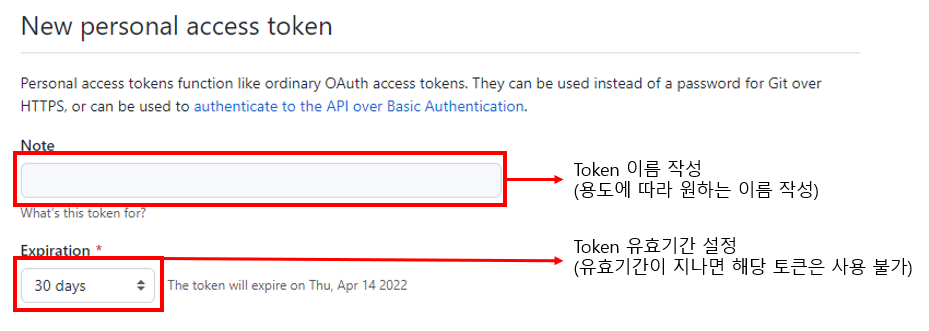 New personal access token
Personal access tokens function like ordinary OAuth access tokens. They can be used instead of a password for Git over
HTTPS, or can be used to authenticate to the API over Basic Authentication.
Note
Token 이름 작성
(용도에 따라 원하는 이름 작성)
What's this token for?
Expiration *
Token 유효기간 설정
(유효기간이 지나면 해당 토큰은 사용 불가)
30 days
The token will expire on Thu, Apr 14 2022